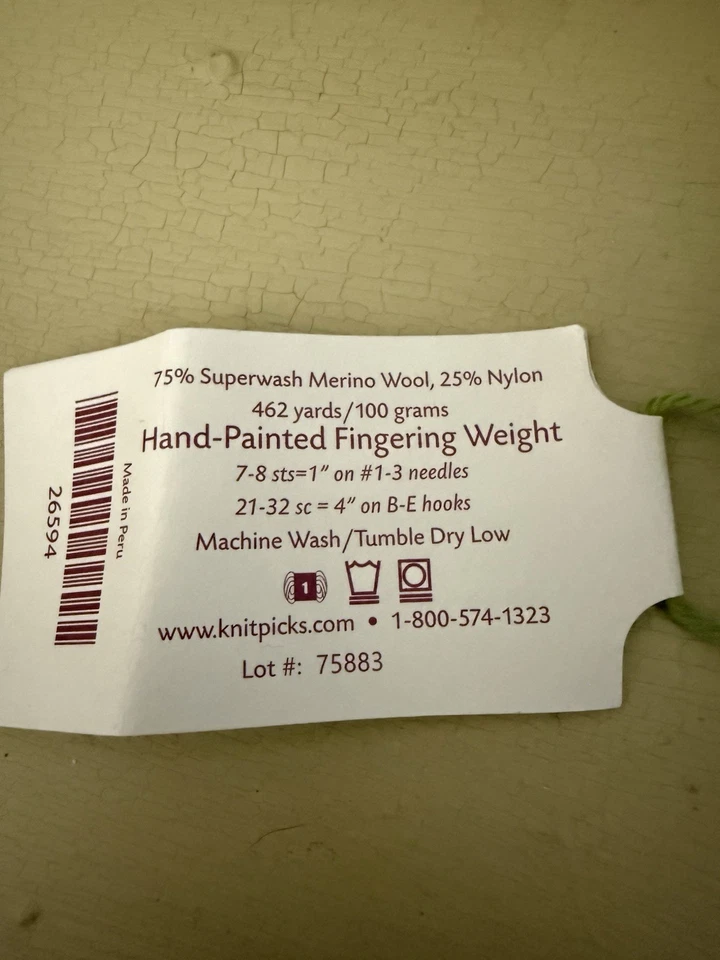 75% Superwash Merino Wool, 25% Nylon
462 yards/100 grams
Hand-Painted Fingering Weight
7-8 sts=1” on #1-3 needles
21-32 sc = 4” on B-E hooks
Machine Wash/Tumble Dry Low
1
www.knitpicks.com • 1-800-574-1323
Lot #: 75883
Made in Peru
26594